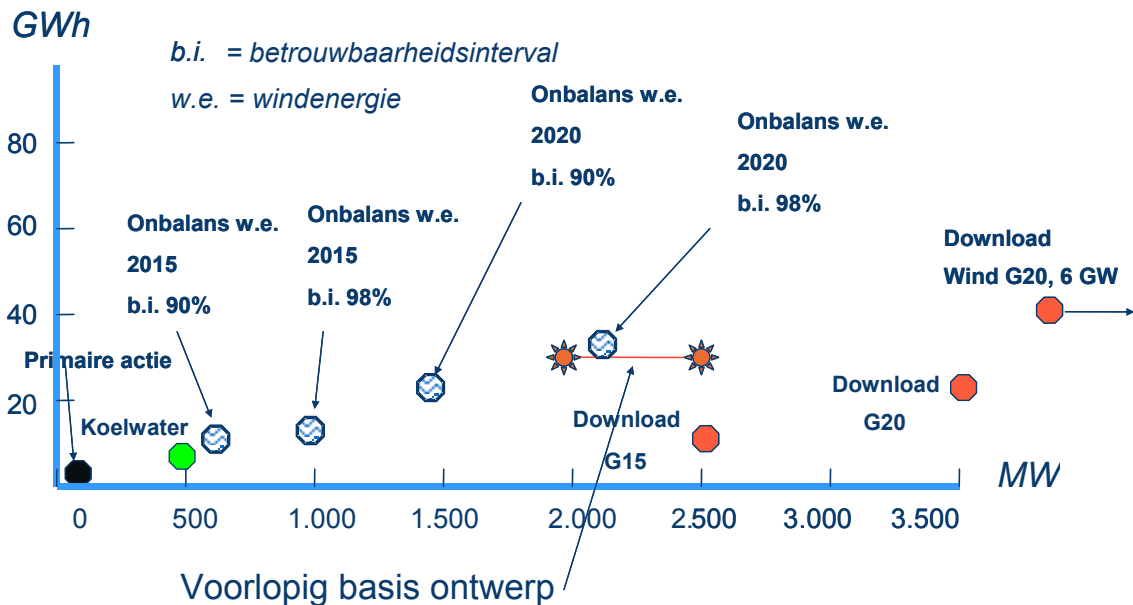 GWh
b.i. = betrouwbaarheidsinterval
w.e. = windenergie
Onbalans w.e.
2020
b.i. 90%
Onbalans w.e.
2020
b.i. 98%
Onbalans w.e.
2015
b.i. 90%
Onbalans w.e.
2015
b.i. 98%
Download
Wind G20, 6 GW
80
60
40
20
Primaire actie
Koelwater
Download
G15
Download
G20
MW
0
500
1.000
1.500
2.000
2.500
3.000
3.500
Voorlopig basis ontwerp